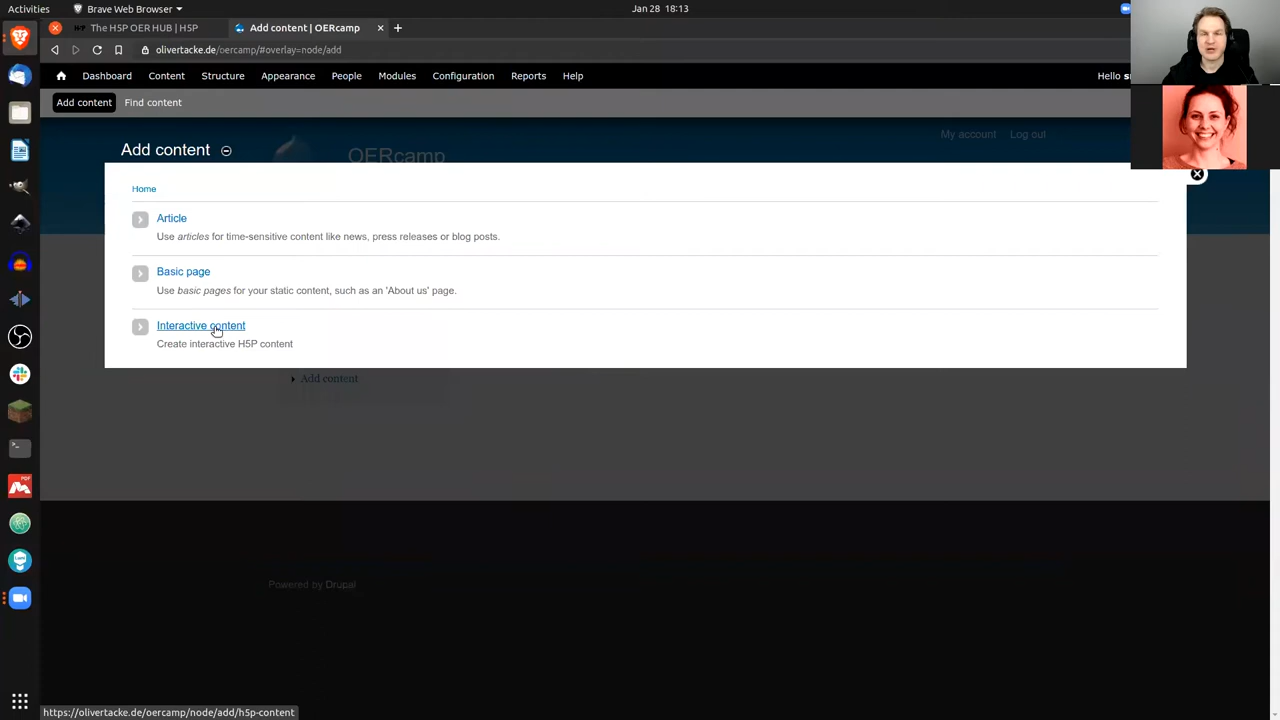 Activities
Brave Web Browser
Jan 28 18:13
The H5P OER HUB | H5P
Add content | OERcamp
olivertacke.de/oercamp/#overlay=node/add
Dashboard Content Structure Appearance People Modules Configuration Reports Help
Hello
Add content Find content
My account Log out
Add content
OERcamp
Home
Article
Use articles for time-sensitive content like news, press releases or blog posts.
Basic page
Use basic pages for your static content, such as an 'About us' page.
Interactive content
Create interactive H5P content
Add content
Powered by Drupal
https://olivertacke.de/oercamp/node/add/h5p-content